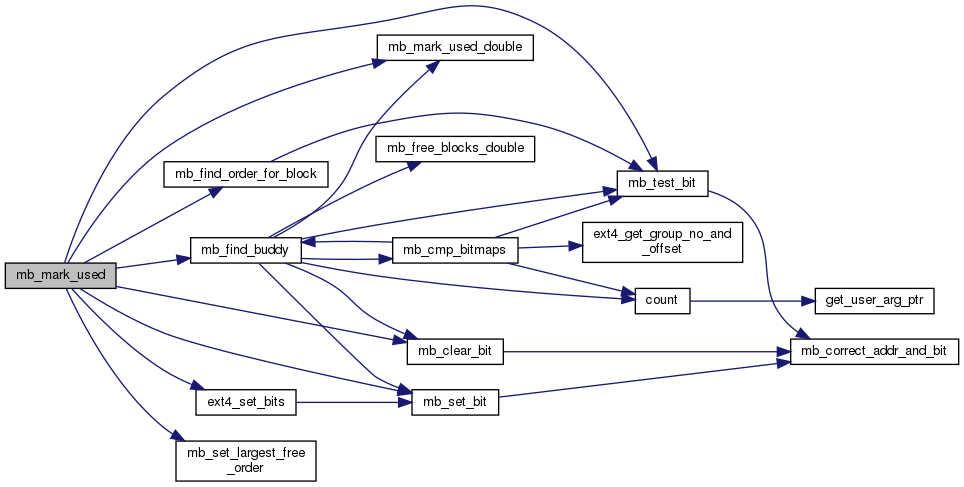 mb_mark_used_double
mb_free_blocks_double
mb_find_order_for_block
mb_test_bit
ext4_get_group_no_and
_offset
mb_find_buddy
mb_cmp_bitmaps
mb_mark_used
count
get_user_arg_ptr
mb_clear_bit
mb_correct_addr_and_bit
ext4_set_bits
mb_set_bit
mb_set_largest_free
_order